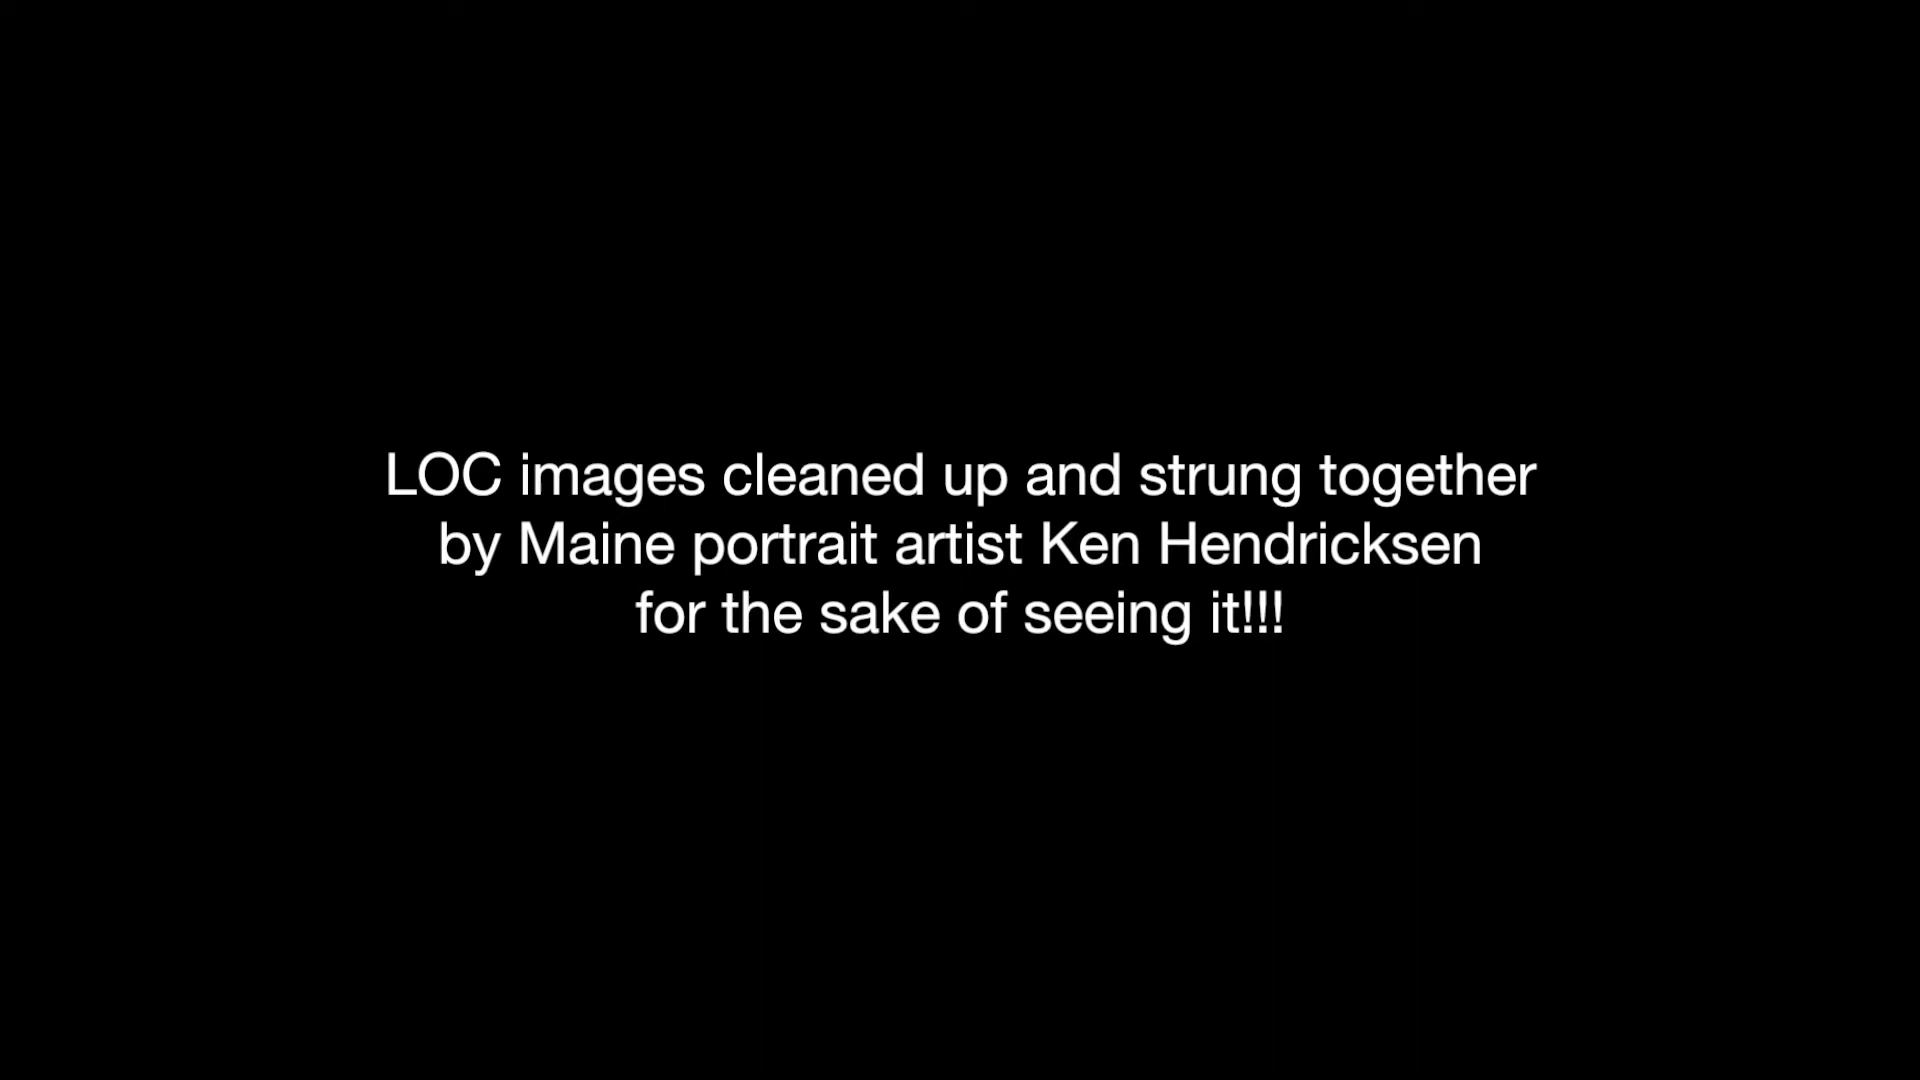 LOC images cleaned up and strung together
by Maine portrait artist Ken Hendricksen
for the sake of seeing it!!!